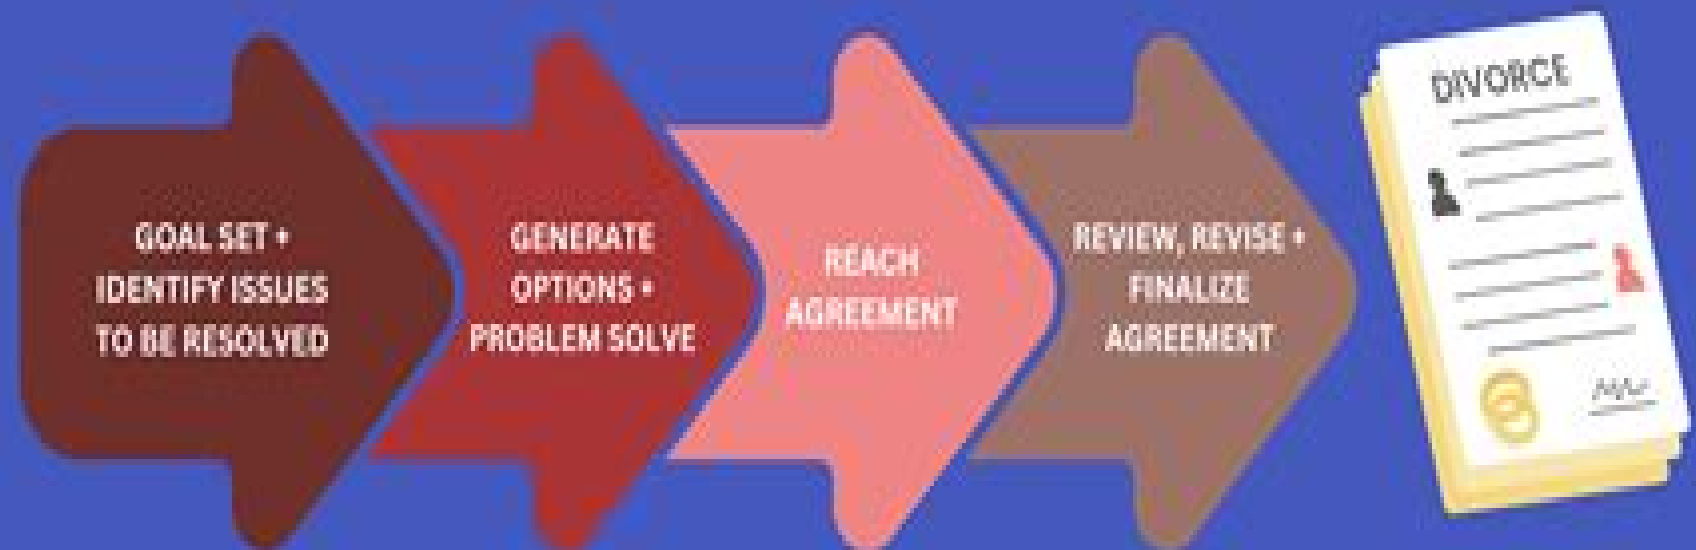 GOAL SET +
IDENTIFY ISSUES
TO BE RESOLVED
GENERATE
OPTIONS +
PROBLEM SOLVE
REACH
AGREEMENT
REVIEW, REVISE +
FINALIZE
AGREEMENT
DIVORCE